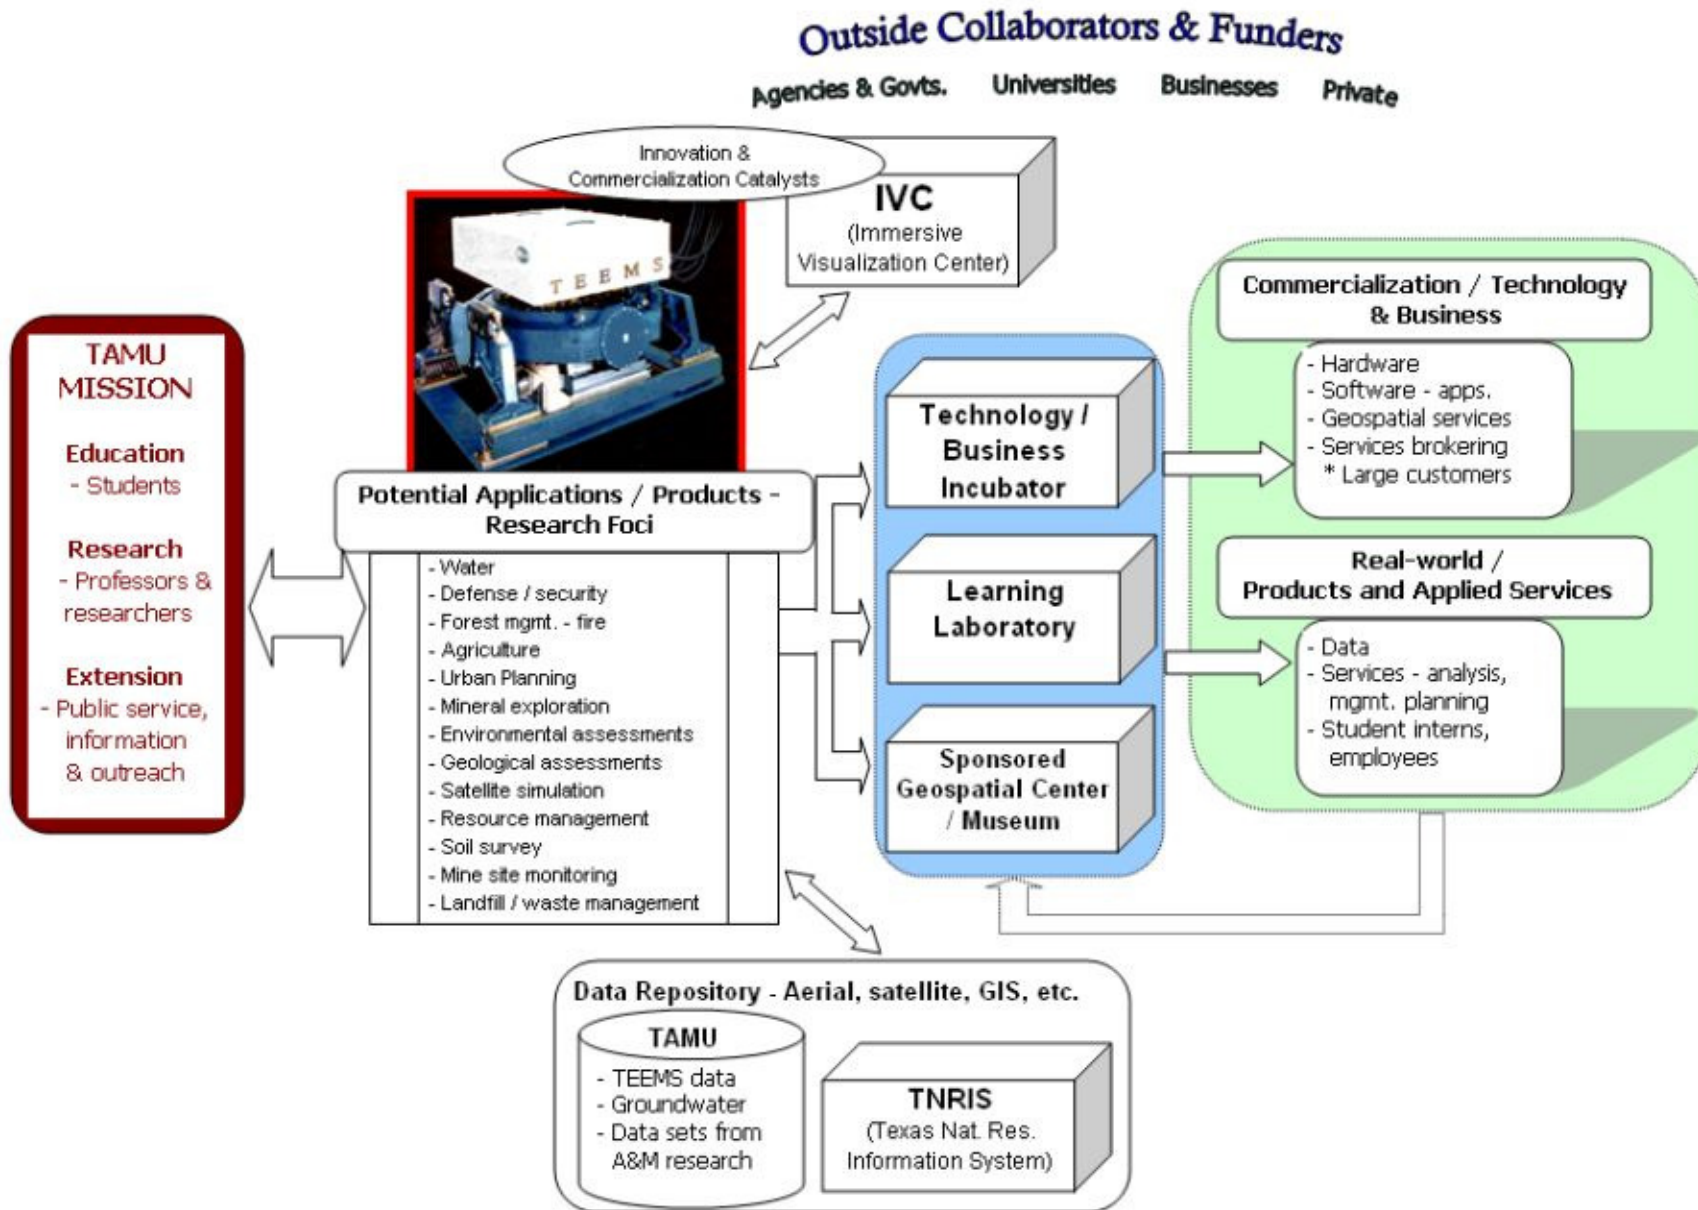 Outside Collaborators & Funders
Agencies & Govts. Universities Businesses Private
Innovation &
Commercialization Catalysts
IVC
(Immersive
Visualization Center)
TEEMS
TAMU
MISSION
Education
- Students
Research
- Professors &
researchers
Extension
- Public service,
information
& outreach
Potential Applications / Products -
Research Foci
- Water
- Defense / security
- Forest mgmt. - fire
- Agriculture
- Urban Planning
- Mineral exploration
- Environmental assessments
- Geological assessments
- Satellite simulation
- Resource management
- Soil survey
- Mine site monitoring
- Landfill / waste management
Technology /
Business
Incubator
Learning
Laboratory
Sponsored
Geospatial Center
/ Museum
Commercialization / Technology
& Business
- Hardware
- Software - apps.
- Geospatial services
- Services brokering
* Large customers
Real-world /
Products and Applied Services
- Data
- Services - analysis,
mgmt. planning
- Student interns,
employees
Data Repository - Aerial, satellite, GIS, etc.
TAMU
- TEEMS data
- Groundwater
- Data sets from
A&M research
TNRIS
(Texas Nat. Res.
Information System)